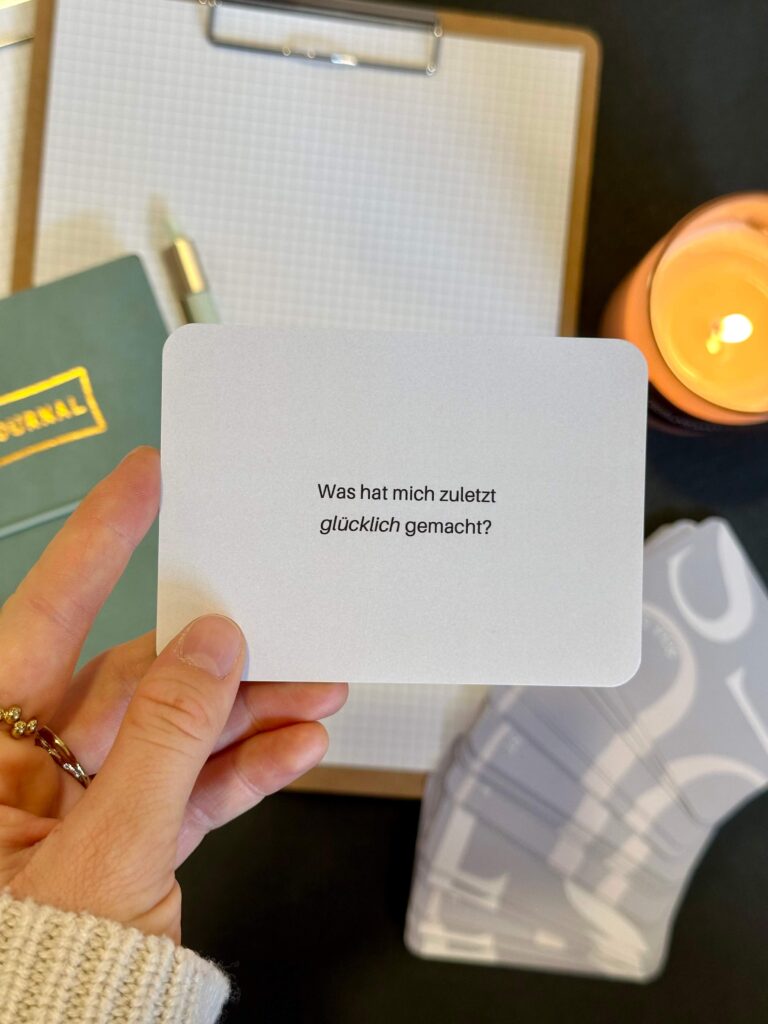 JOURNAL
Was hat mich zuletzt
glücklich gemacht?